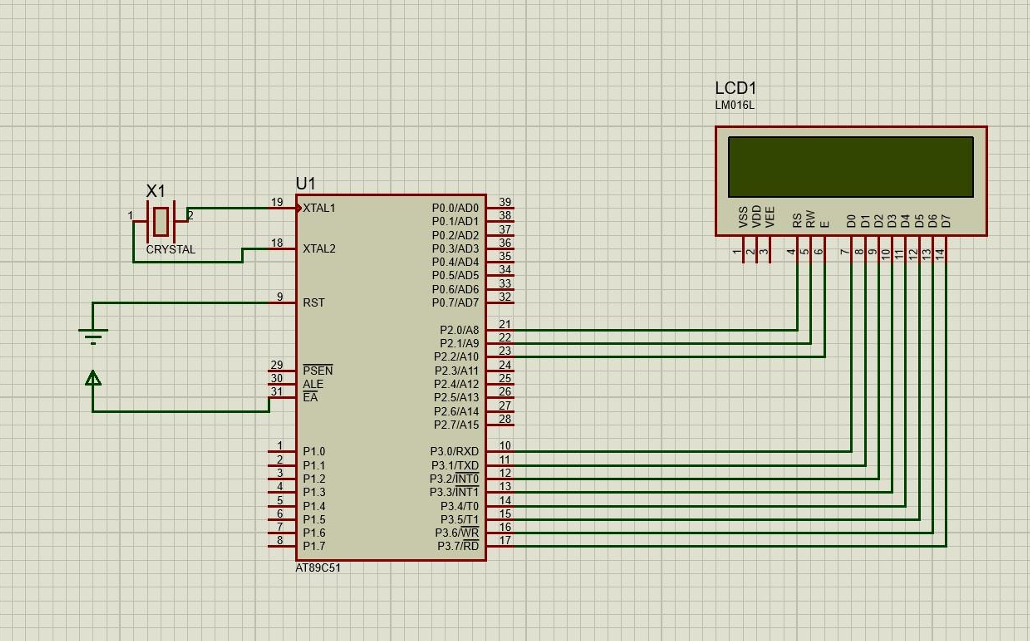 LCD1
LM016L
VSS
VDD
VEE
RS
RW
E
D0
D1
D2
D3
D4
D5
D6
D7
1
2
3
4
5
6
7
8
9
10
11
12
13
14
X1
1
2
CRYSTAL
U1
19 XTAL1
18 XTAL2
9 RST
29 PSEN
30 ALE
31 EA
1 P1.0
2 P1.1
3 P1.2
4 P1.3
5 P1.4
6 P1.5
7 P1.6
8 P1.7
P0.0/AD0 39
P0.1/AD1 38
P0.2/AD2 37
P0.3/AD3 36
P0.4/AD4 35
P0.5/AD5 34
P0.6/AD6 33
P0.7/AD7 32
P2.0/A8 21
P2.1/A9 22
P2.2/A10 23
P2.3/A11 24
P2.4/A12 25
P2.5/A13 26
P2.6/A14 27
P2.7/A15 28
P3.0/RXD 10
P3.1/TXD 11
P3.2/INT0 12
P3.3/INT1 13
P3.4/T0 14
P3.5/T1 15
P3.6/WR 16
P3.7/RD 17
AT89C51